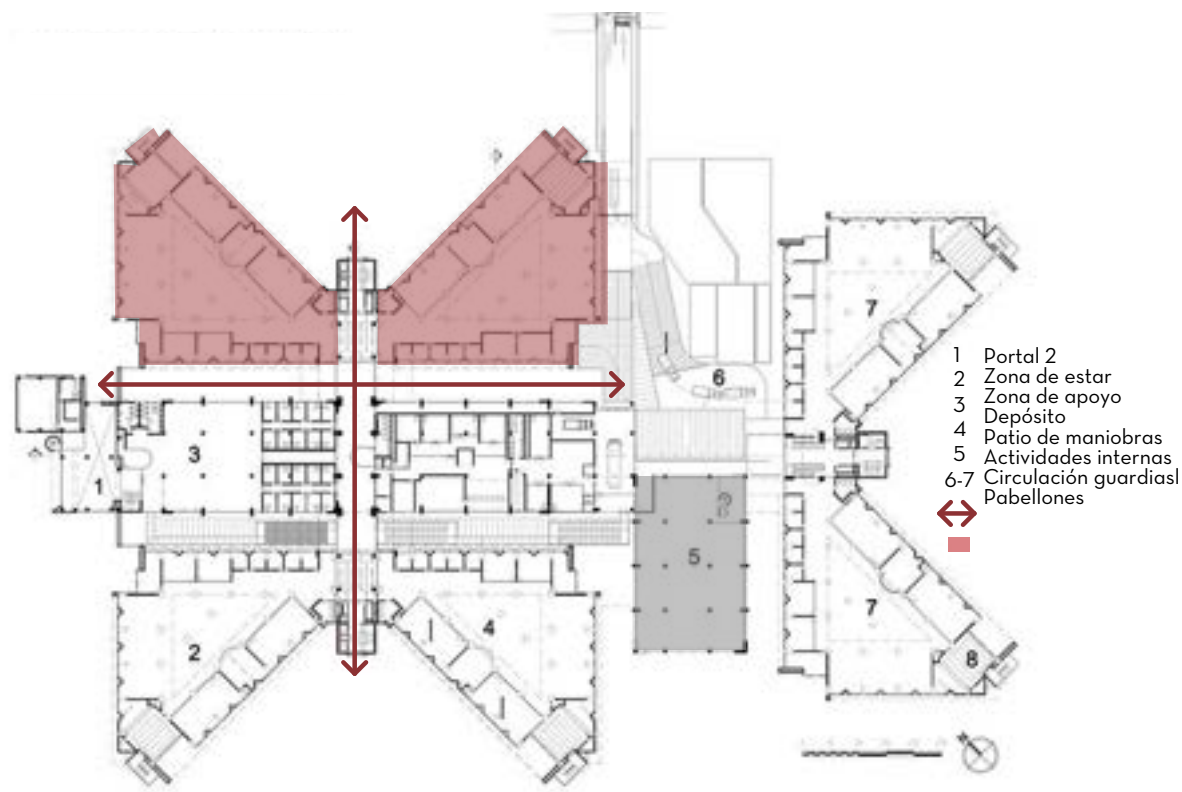 7
1 Portal 2
2 Zona de estar
3 Zona de apoyo
Depósito
4 Patio de maniobras
5 Actividades internas
6-7 Circulación guardiasl
Pabellones
6
3
1
5
7
2
4
8